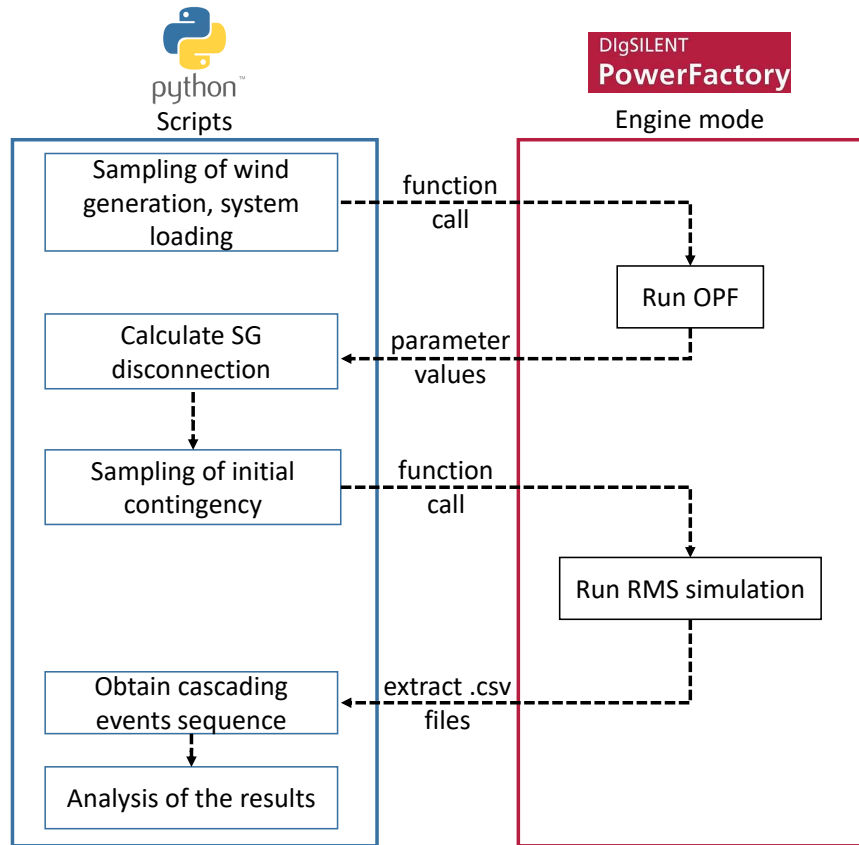 python™
Scripts
DIgSILENT
PowerFactory
Engine mode
Sampling of wind
generation, system
loading
function
call
Run OPF
Calculate SG
disconnection
parameter
values
Sampling of initial
contingency
function
call
Run RMS simulation
Obtain cascading
events sequence
extract .csv
files
Analysis of the results